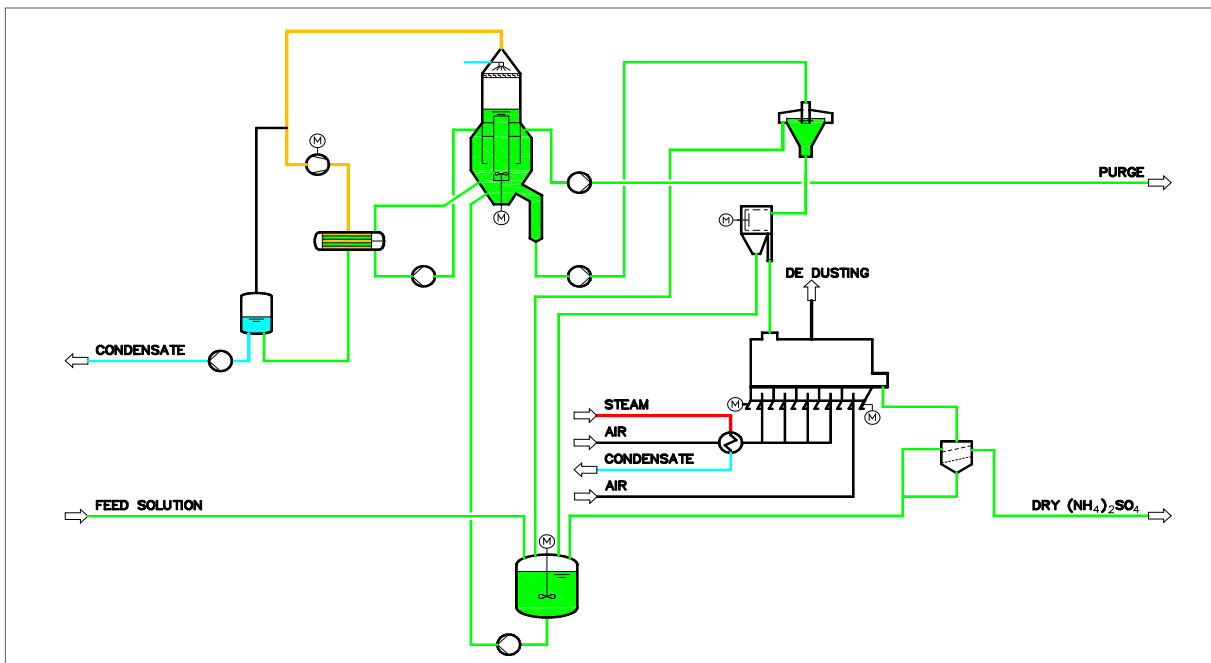 M
PURGE
M
M
M
DE DUSTING
CONDENSATE
STEAM
M
M
AIR
CONDENSATE
AIR
FEED SOLUTION
DRY (NH₄)₂SO₄
M